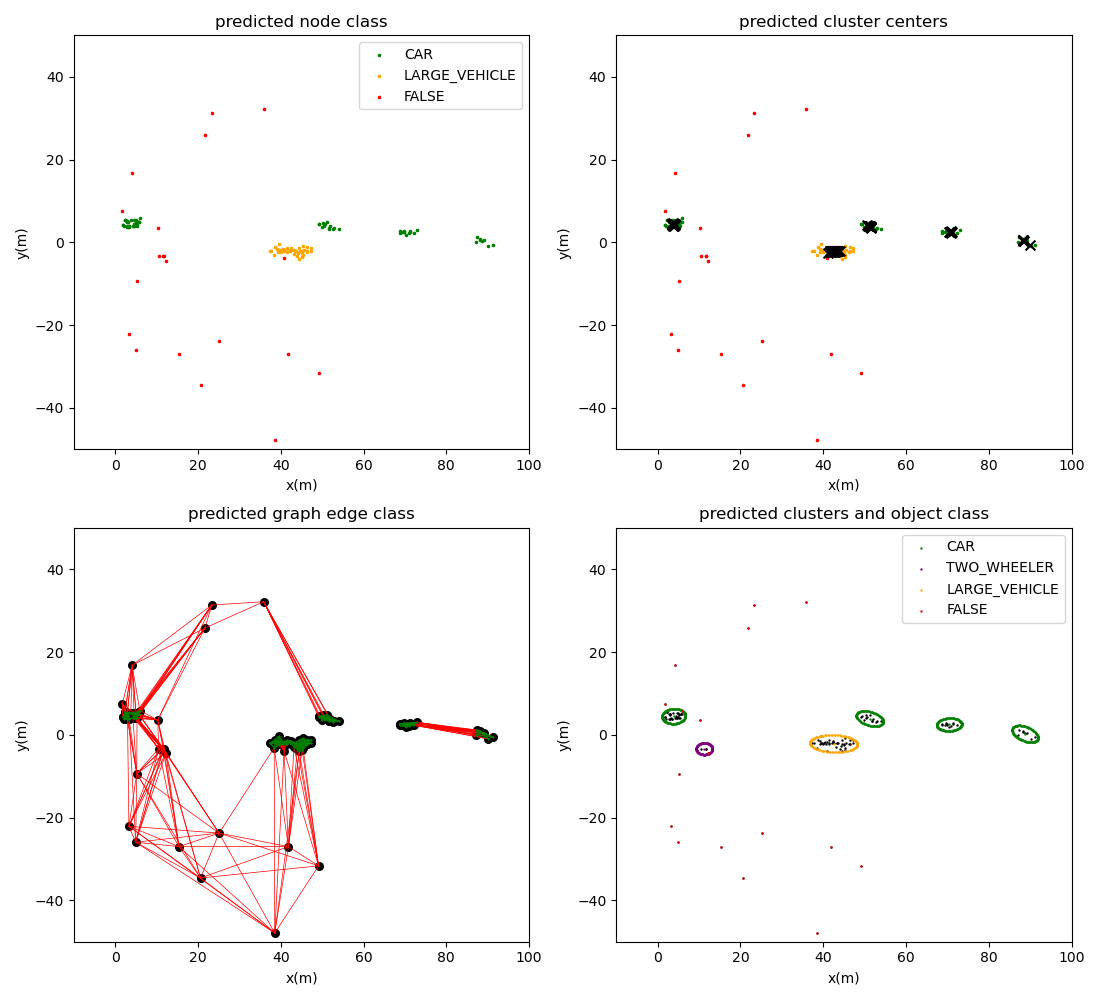 predicted node class
CAR
LARGE_VEHICLE
FALSE
40
20
0
−20
−40
y(m)
0 20 40 60 80 100
x(m)
predicted cluster centers
40
20
0
−20
−40
y(m)
0 20 40 60 80 100
x(m)
predicted graph edge class
40
20
0
−20
−40
y(m)
0 20 40 60 80 100
x(m)
predicted clusters and object class
CAR
TWO_WHEELER
LARGE_VEHICLE
FALSE
40
20
0
−20
−40
y(m)
0 20 40 60 80 100
x(m)